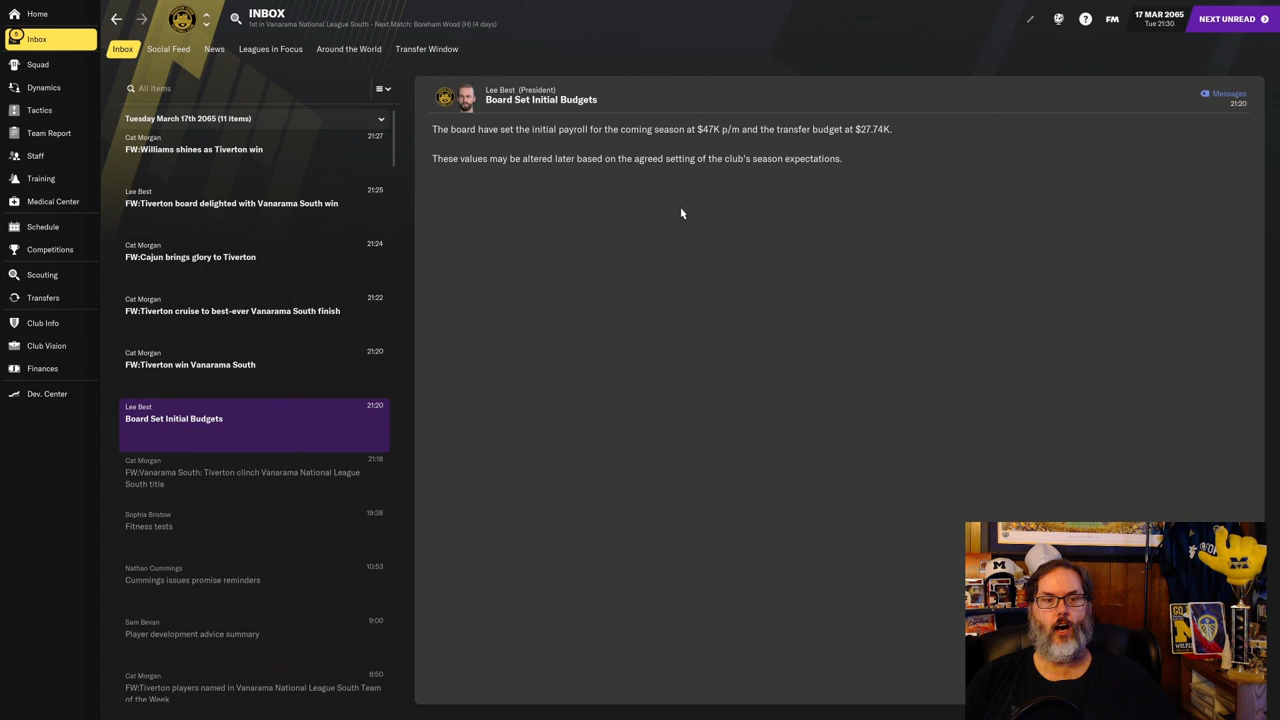 Home
Inbox
5
Squad
Dynamics
Tactics
Team Report
Staff
Training
Medical Center
Schedule
Competitions
Scouting
Transfers
Club Info
Club Vision
Finances
Dev. Center
INBOX
1st in Vanarama National League South - Next Match: Boreham Wood (H) (4 days)
FM
17 MAR 2065
Tue 21:30
NEXT UNREAD
Inbox
Social Feed
News
Leagues in Focus
Around the World
Transfer Window
All Items
Tuesday March 17th 2065 (11 items)
Cat Morgan 21:27
FW:Williams shines as Tiverton win
Lee Best 21:25
FW:Tiverton board delighted with Vanarama South win
Cat Morgan 21:24
FW:Cajun brings glory to Tiverton
Cat Morgan 21:22
FW:Tiverton cruise to best-ever Vanarama South finish
Cat Morgan 21:20
FW:Tiverton win Vanarama South
Lee Best 21:20
Board Set Initial Budgets
Cat Morgan 21:18
FW:Vanarama South: Tiverton clinch Vanarama National League
South title
Sophia Bristow 19:38
Fitness tests
Nathan Cummings 10:53
Cummings issues promise reminders
Sam Bevan 9:00
Player development advice summary
Cat Morgan 8:50
FW:Tiverton players named in Vanarama National League South Team
of the Week
Lee Best (President)
Board Set Initial Budgets
Messages
21:20
The board have set the initial payroll for the coming season at $47K p/m and the transfer budget at $27.74K.
These values may be altered later based on the agreed setting of the club's season expectations.